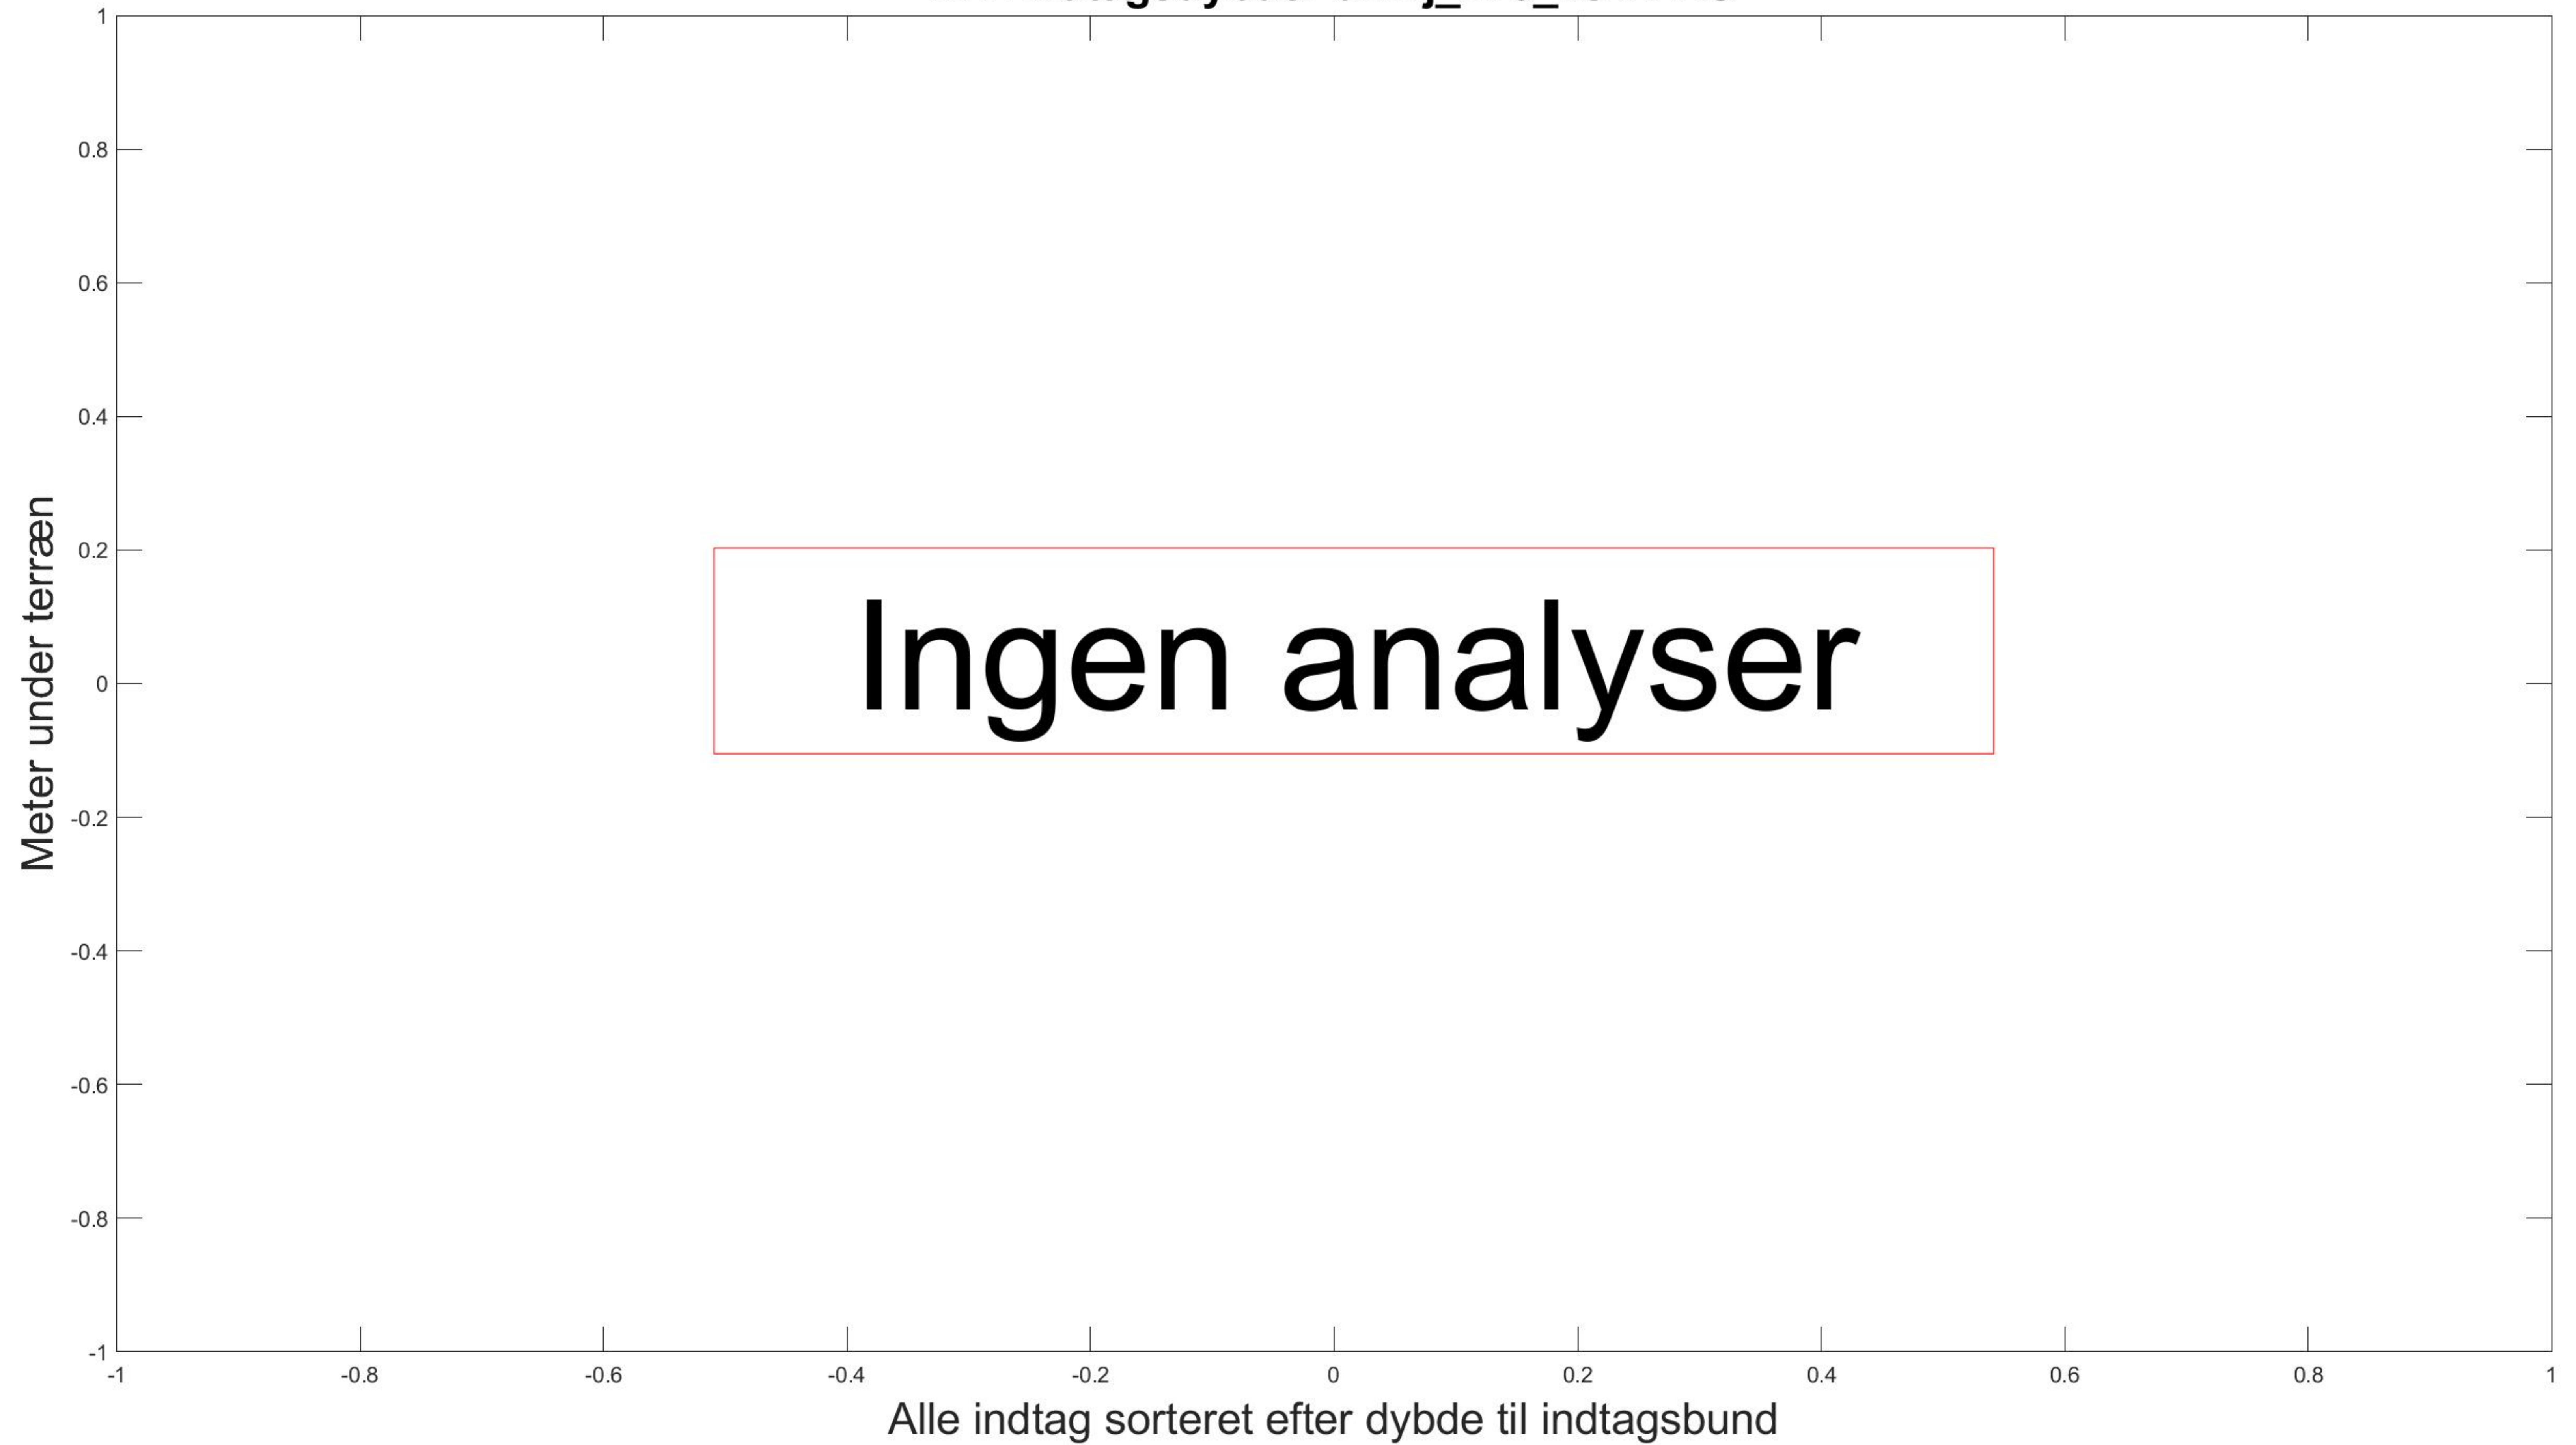 1
0.8
0.6
0.4
0.2
0
-0.2
-0.4
-0.6
-0.8
-1
Meter under terræn
Ingen analyser
-1 -0.8 -0.6 -0.4 -0.2 0 0.2 0.4 0.6 0.8 1
Alle indtag sorteret efter dybde til indtagsbund